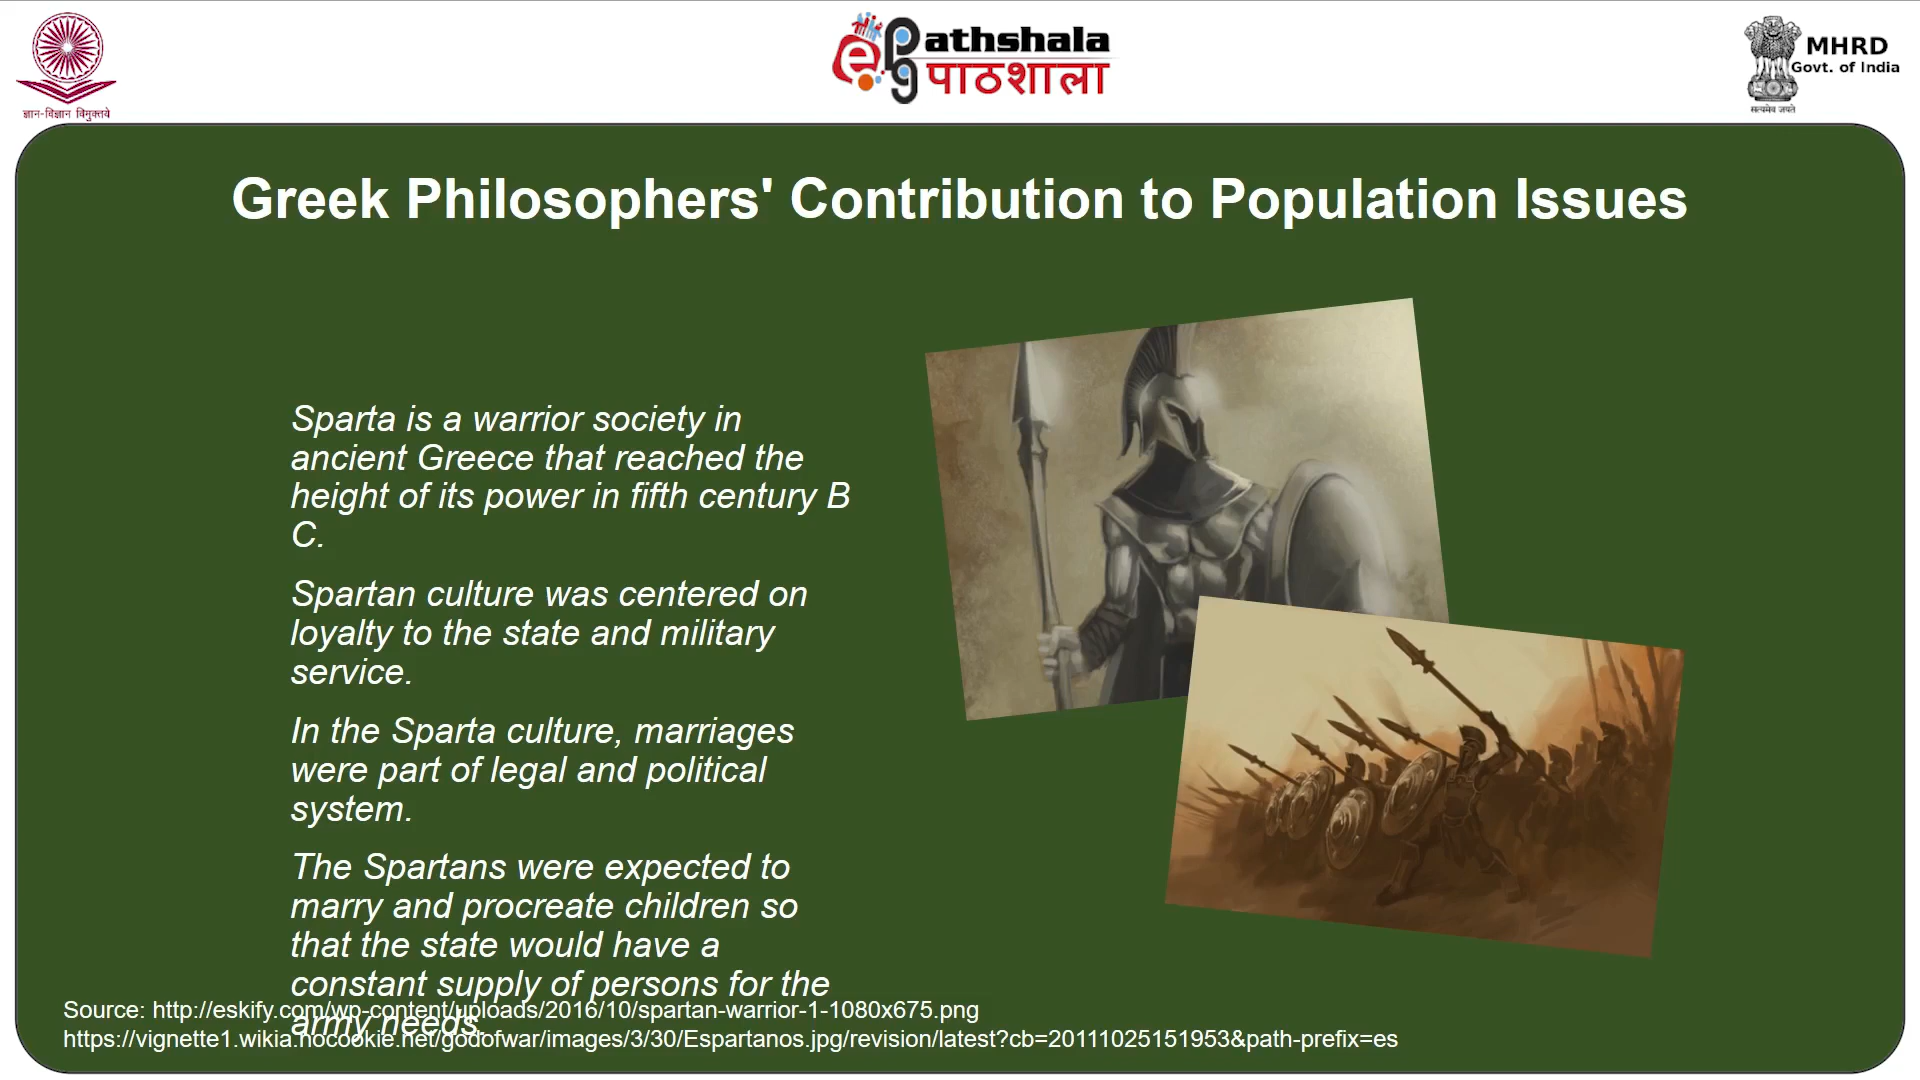 ज्ञान-विज्ञान विमुक्तये
athshala
पाठशाला
MHRD
Govt. of India
सत्यमेव जयते
Greek Philosophers' Contribution to Population Issues
Sparta is a warrior society in
ancient Greece that reached the
height of its power in fifth century B
C.
Spartan culture was centered on
loyalty to the state and military
service.
In the Sparta culture, marriages
were part of legal and political
system.
The Spartans were expected to
marry and procreate children so
that the state would have a
constant supply of persons for the
army needs.
Source: http://eskify.com/wp-content/uploads/2016/10/spartan-warrior-1-1080x675.png
https://vignette1.wikia.nocookie.net/godofwar/images/3/30/Espartanos.jpg/revision/latest?cb=20111025151953&path-prefix=es